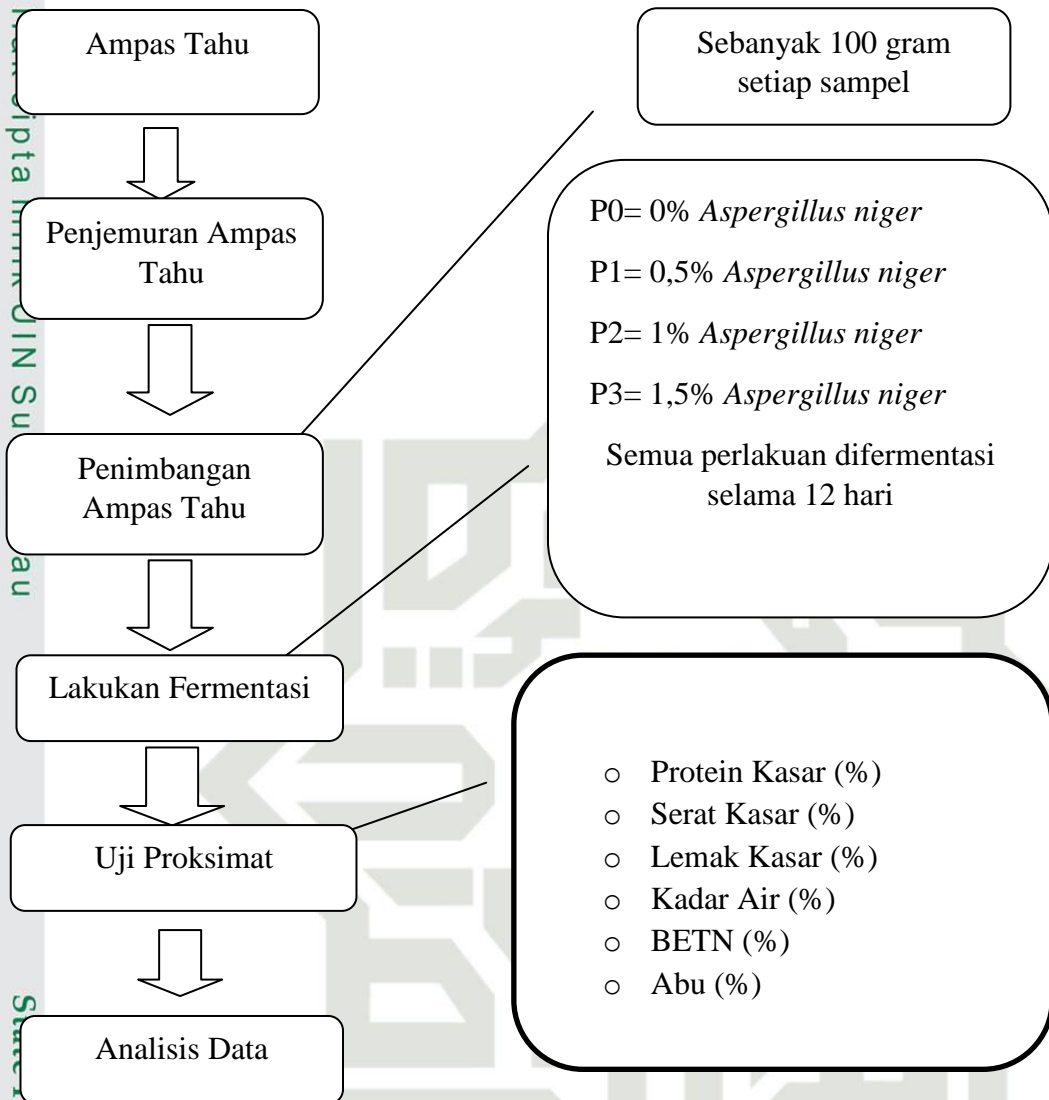 Ampas Tahu
Sebanyak 100 gram
setiap sampel
Penjemuran Ampas
Tahu
P0= 0% Aspergillus niger
P1= 0,5% Aspergillus niger
P2= 1% Aspergillus niger
P3= 1,5% Aspergillus niger
Semua perlakuan difermentasi
selama 12 hari
Penimbangan
Ampas Tahu
Lakukan Fermentasi
Uji Proksimat
○ Protein Kasar (%)
○ Serat Kasar (%)
○ Lemak Kasar (%)
○ Kadar Air (%)
○ BETN (%)
○ Abu (%)
Analisis Data